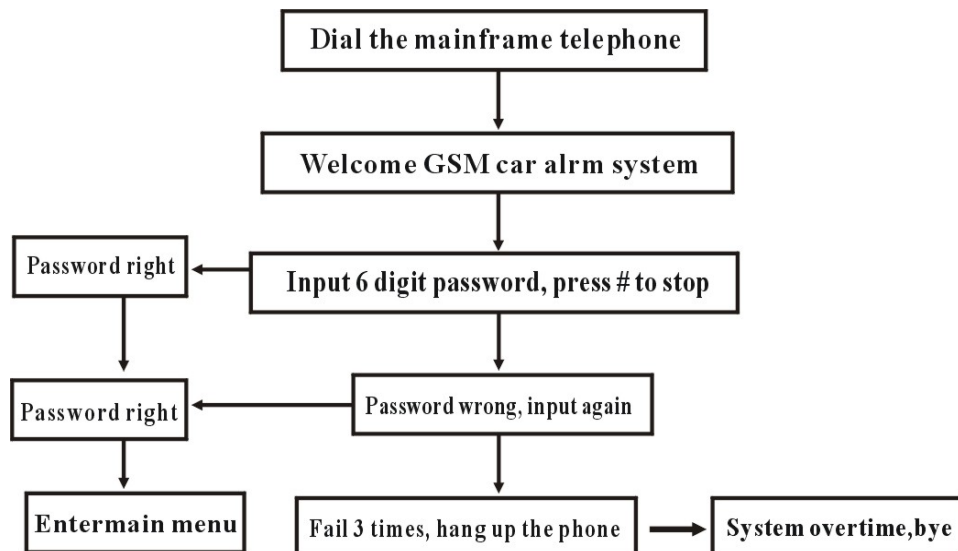 Dial the mainframe telephone
Welcome GSM car alrm system
Password right
Input 6 digit password, press # to stop
Password right
Password wrong, input again
Entermain menu
Fail 3 times, hang up the phone
System overtime,bye